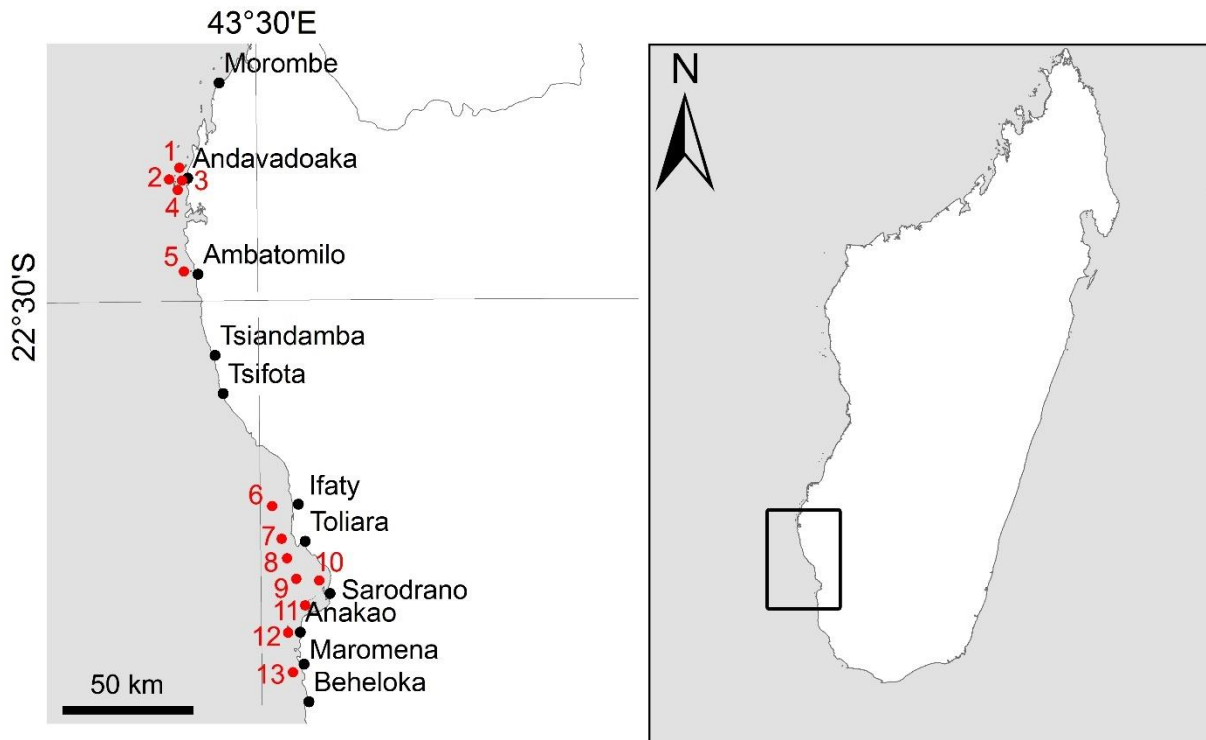 43°30'E
Morombe
1
Andavadoaka
2
3
4
5
Ambatomilo
22°30'S
Tsiandamba
Tsifota
6
Ifaty
7
Toliara
8
10
9
Sarodrano
11
Anakao
12
Maromena
13
Beheloka
50 km
N